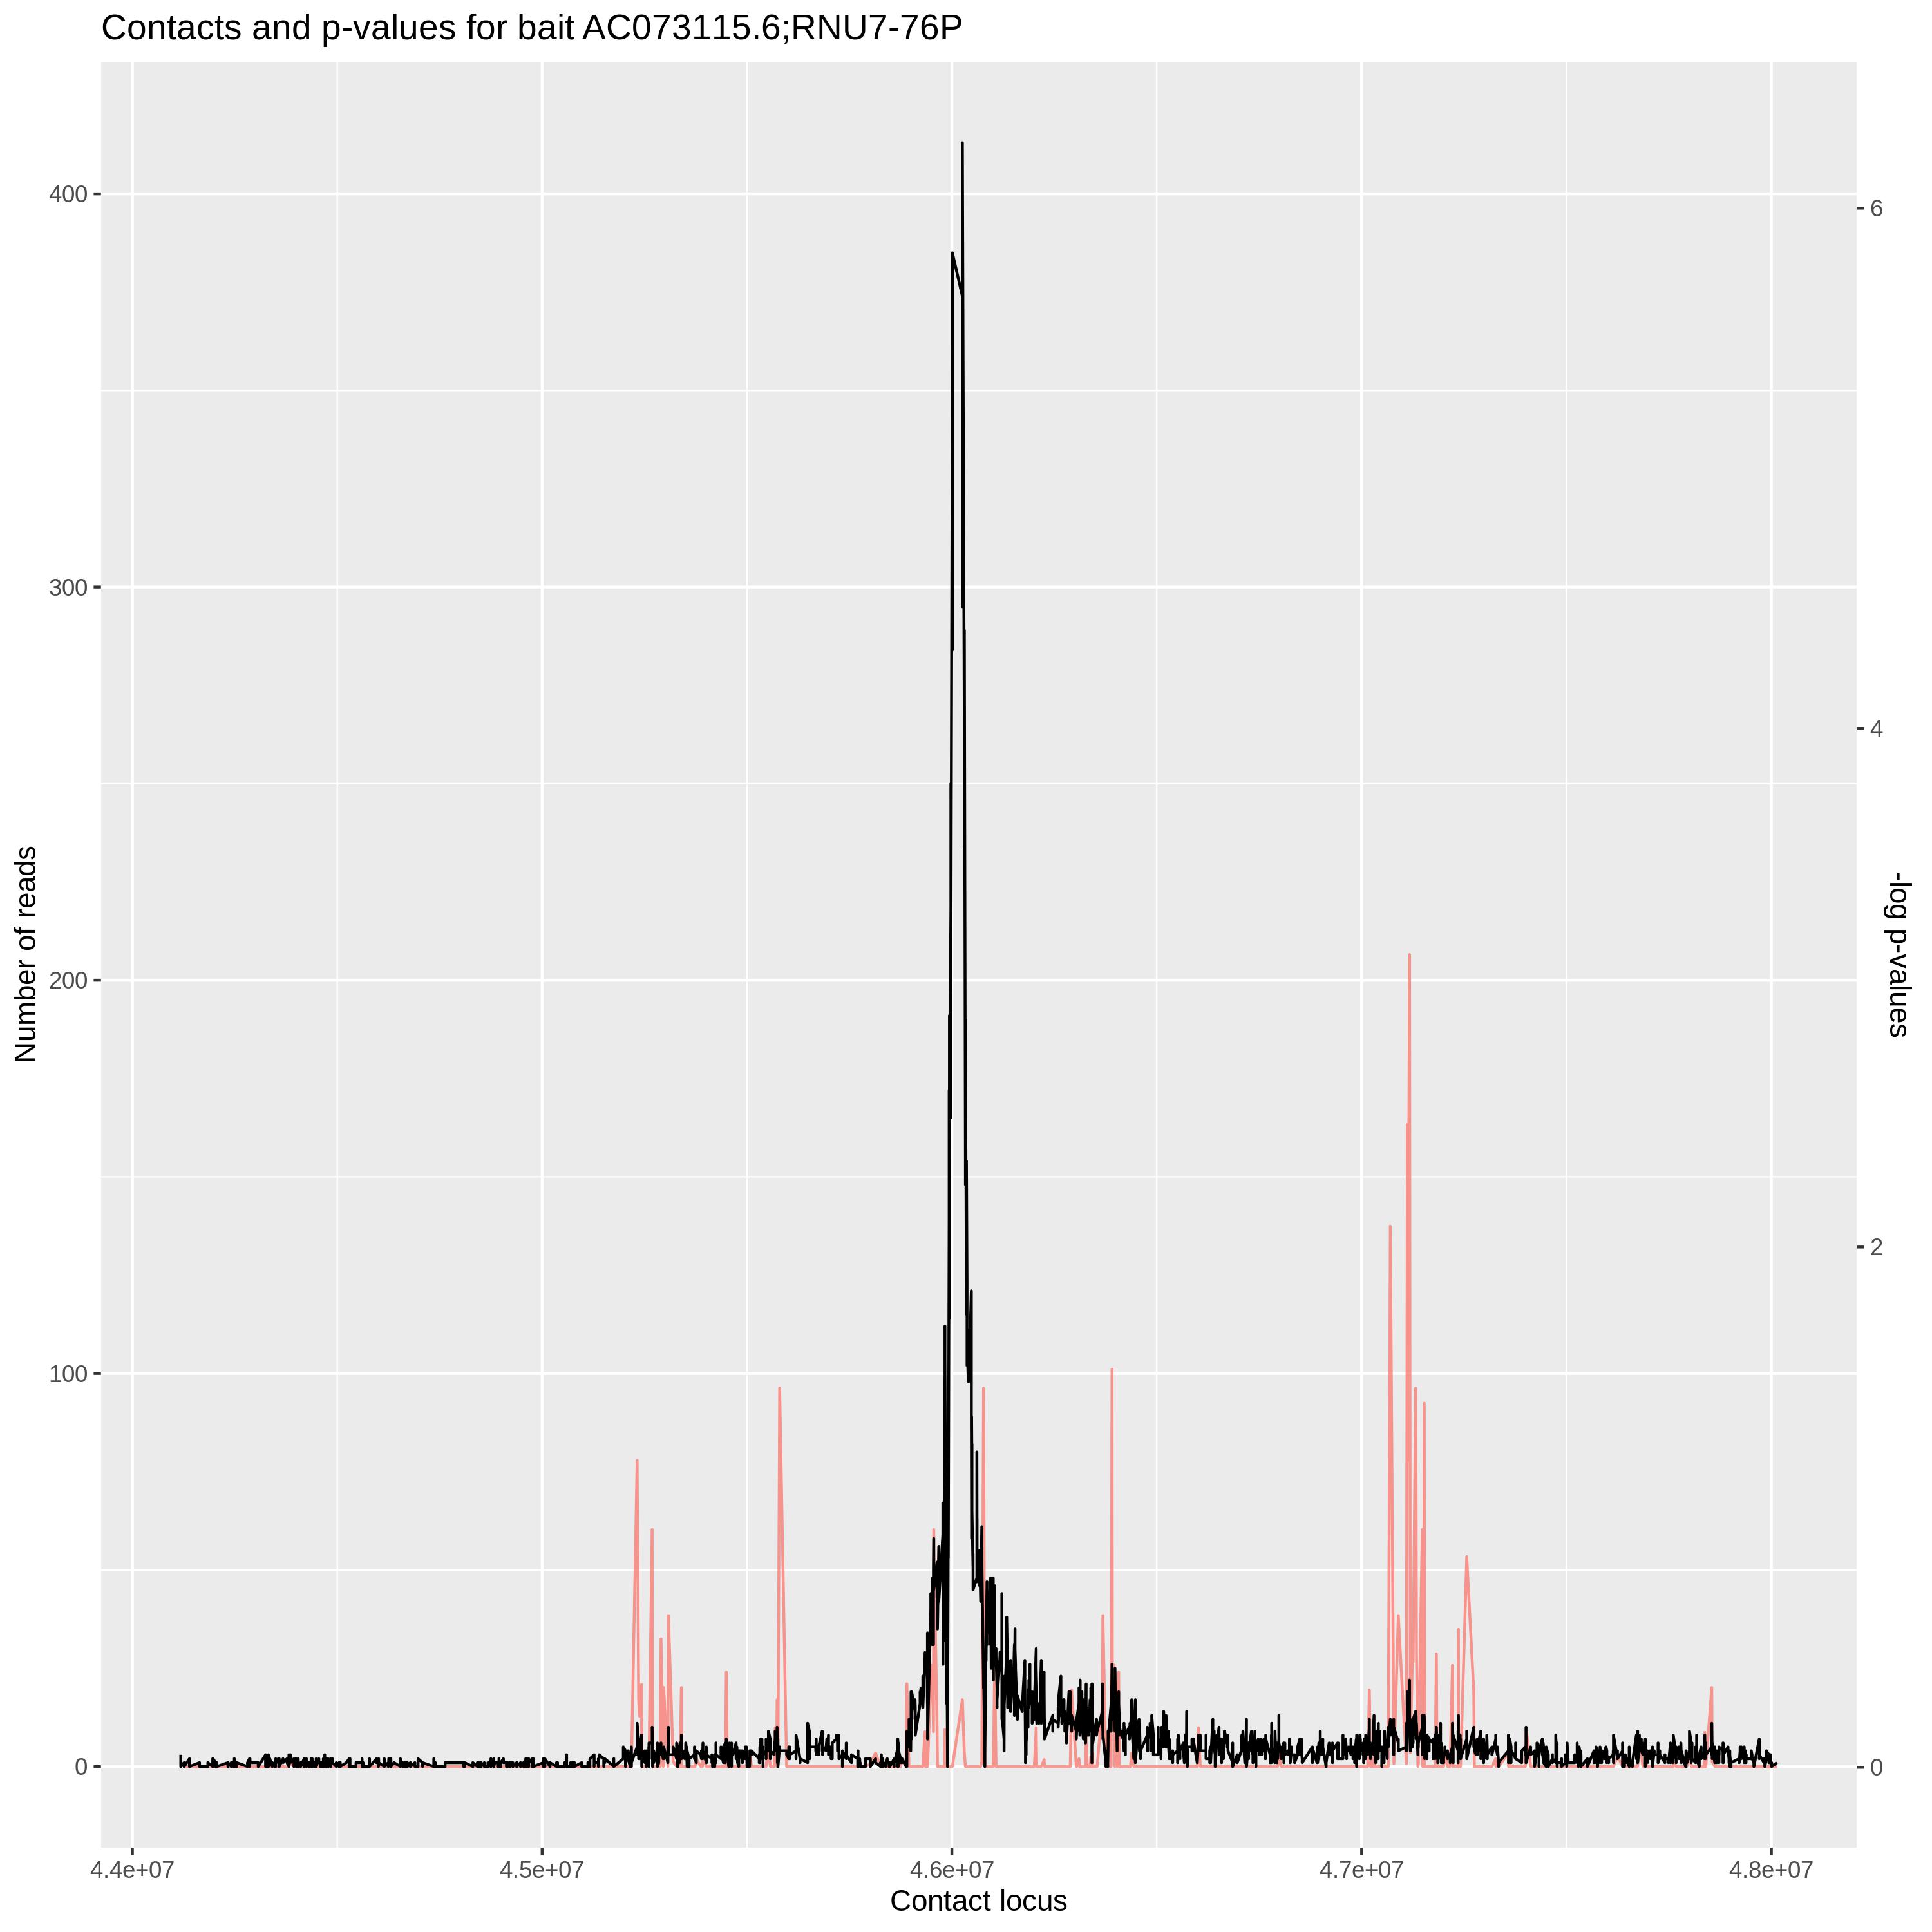 Contacts and p-values for bait AC073115.6;RNU7-76P
400
300
200
100
0
Number of reads
6
4
2
0
-log p-values
4.4e+07 4.5e+07 4.6e+07 4.7e+07 4.8e+07
Contact locus